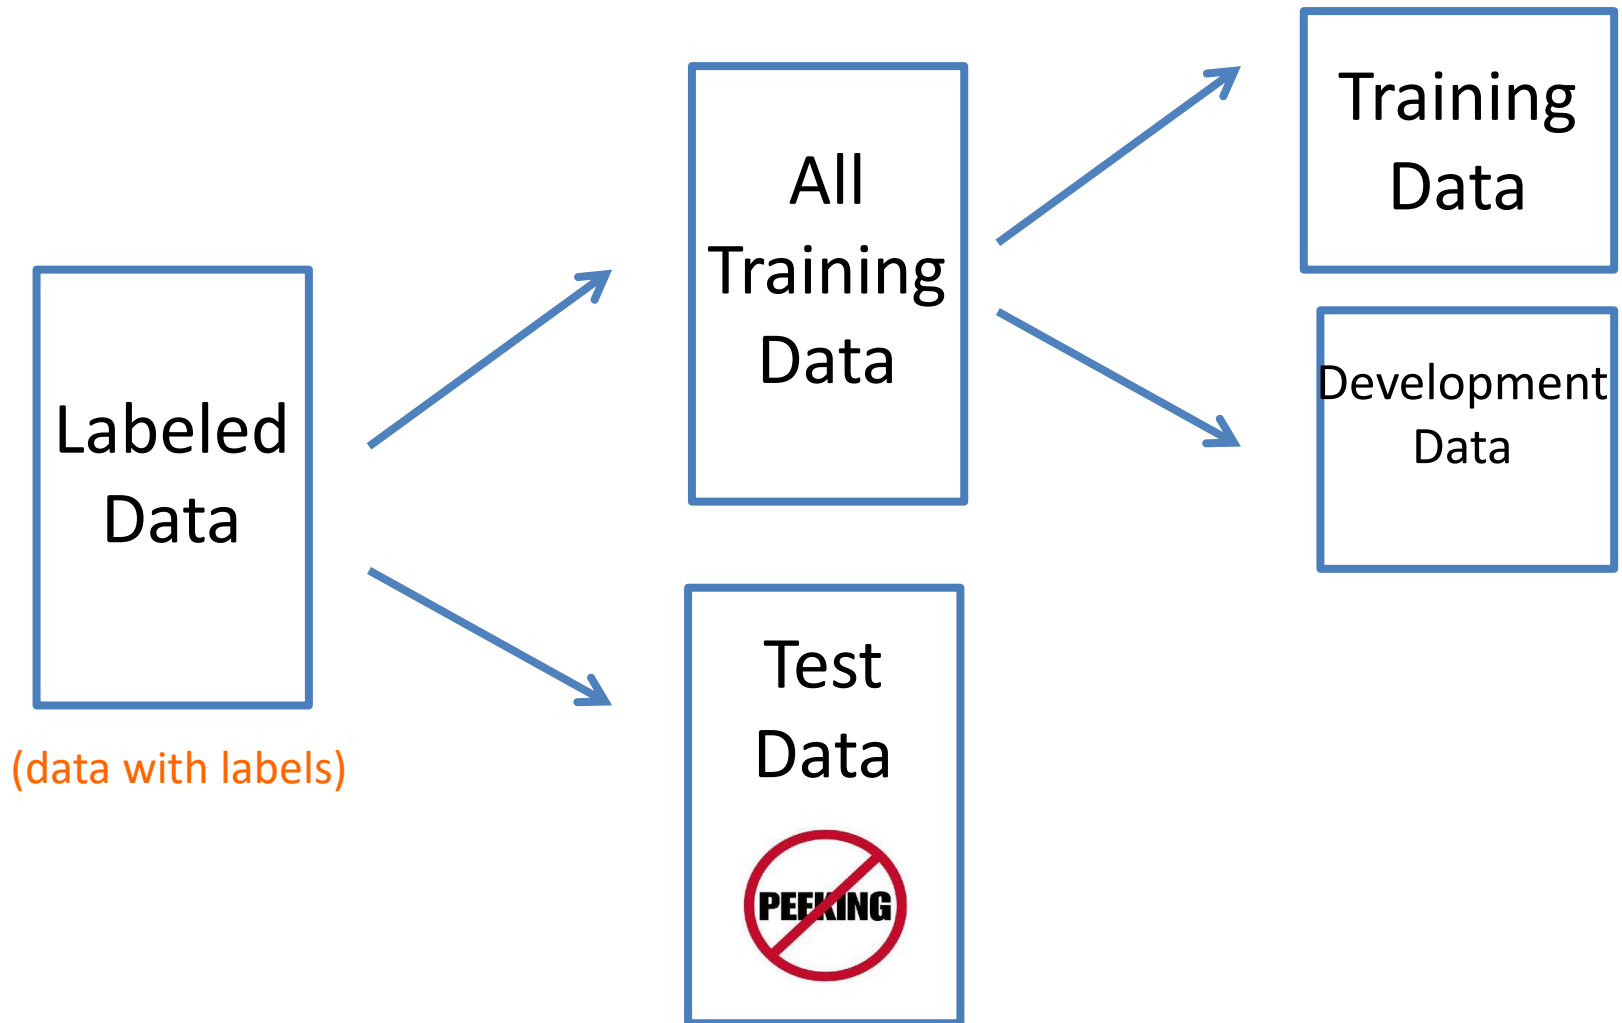 Labeled
Data
(data with labels)
All
Training
Data
Test
Data
PEEKING
Training
Data
Development
Data